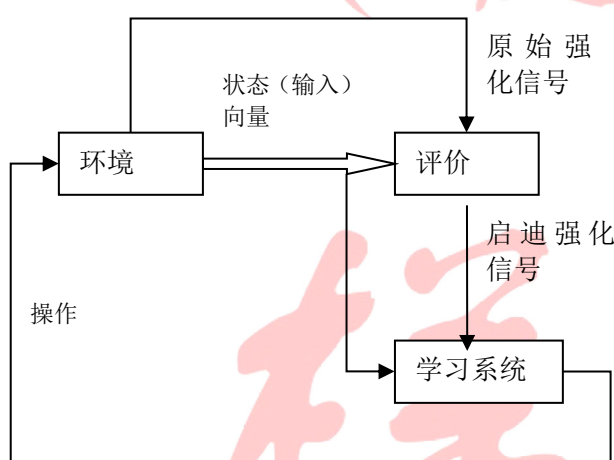 原始强
化信号
状态（输入）
向量
环境
评价
启迪强化
信号
操作
学习系统